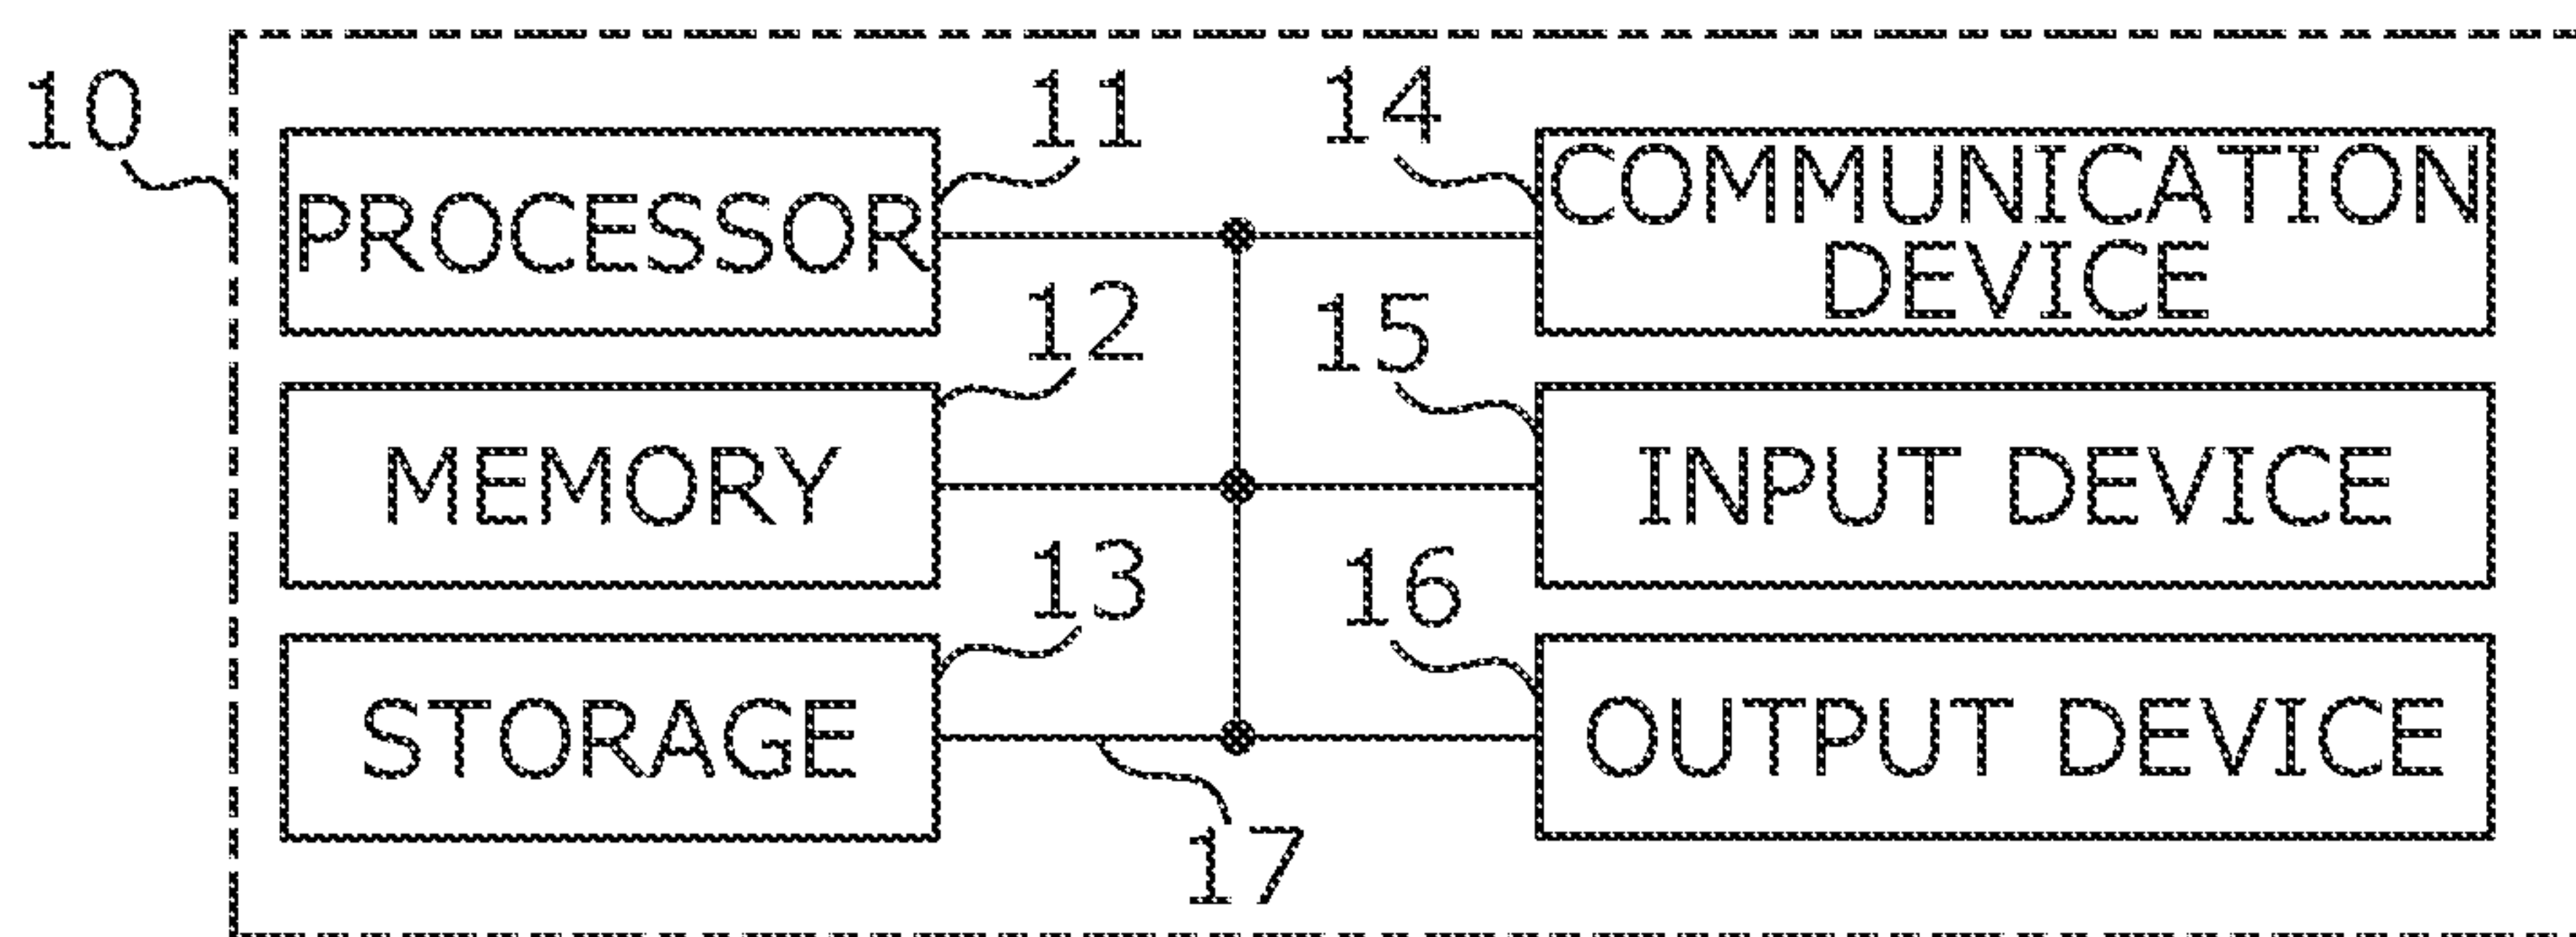 10
11
14
PROCESSOR
COMMUNICATION
DEVICE
12
15
MEMORY
INPUT DEVICE
13
16
STORAGE
OUTPUT DEVICE
17